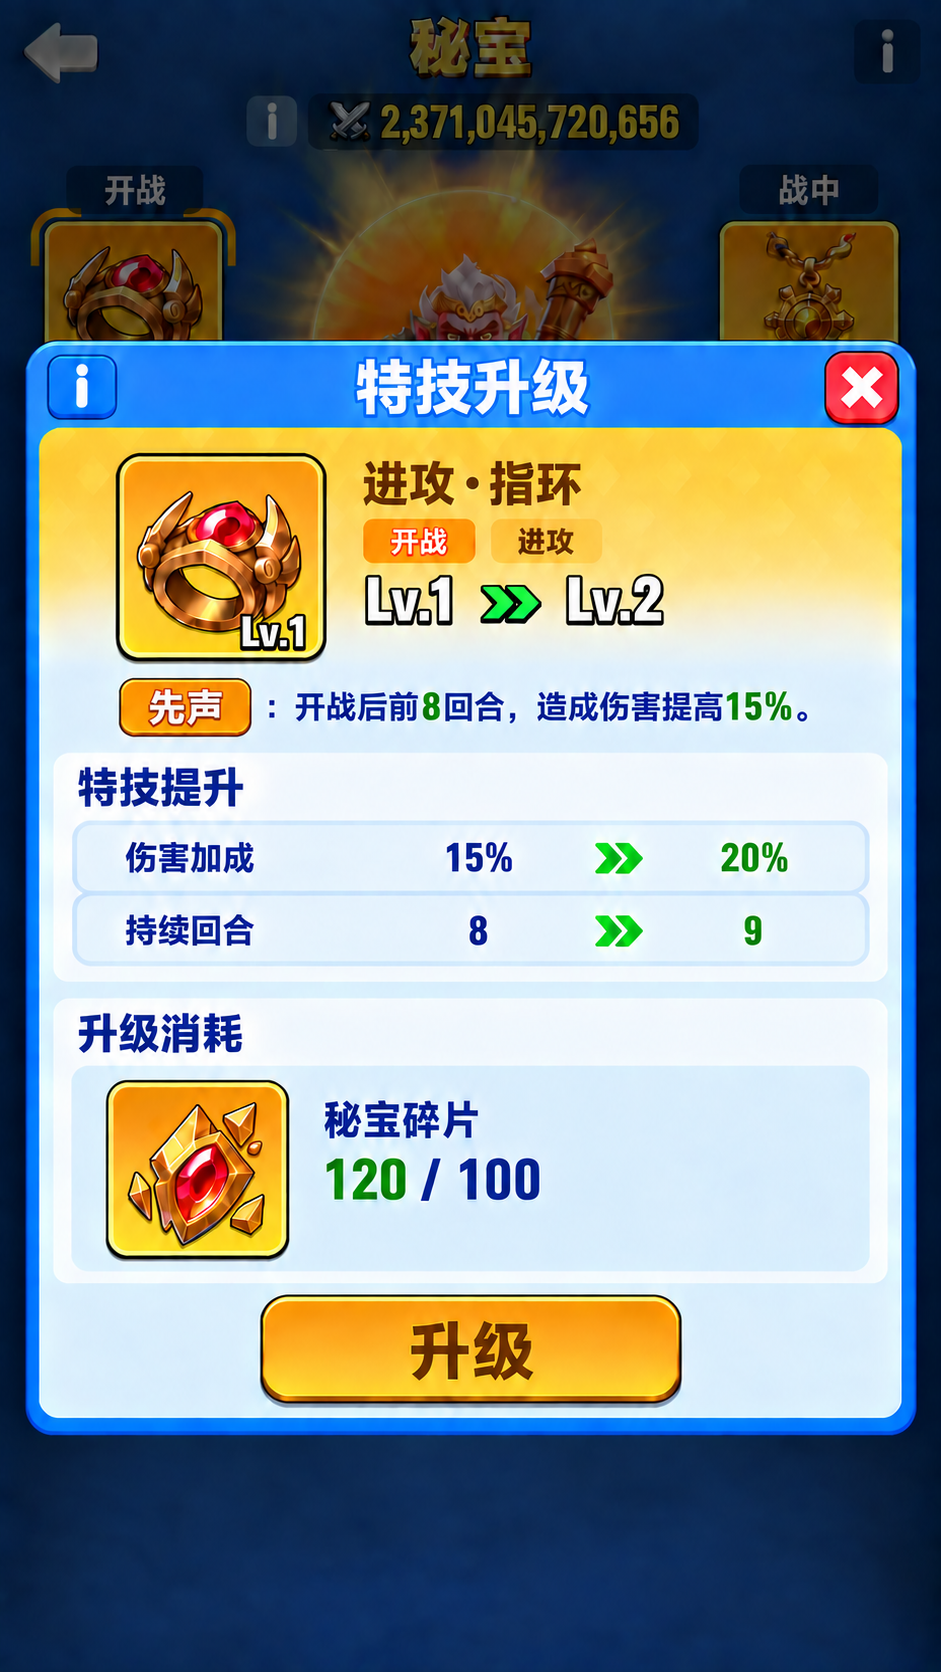 秘宝
2,371,045,720,656
开战
战中
特技升级
进攻·指环
开战 进攻
Lv.1 Lv.2
Lv.1
先声：开战后前8回合，造成伤害提高15%。
特技提升
伤害加成 15% 20%
持续回合 8 9
升级消耗
秘宝碎片
120 / 100
升级